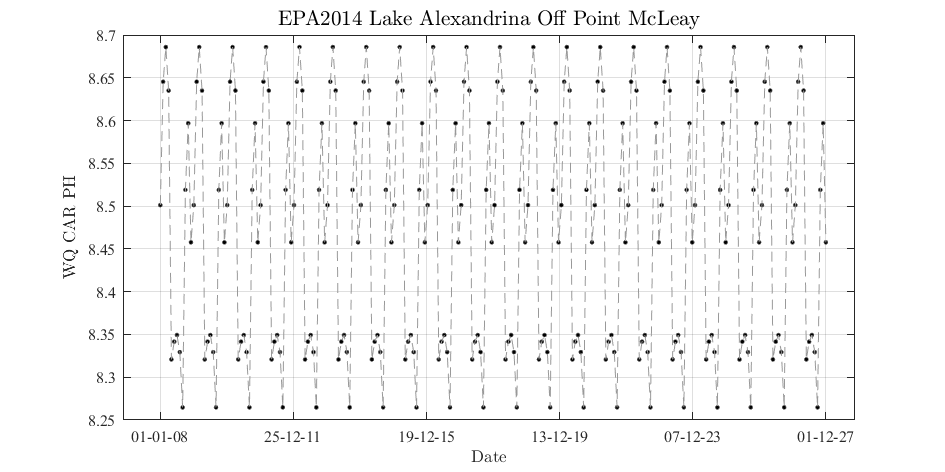 EPA2014 Lake Alexandrina Off Point McLeay
8.7
8.65
8.6
8.55
8.5
8.45
8.4
8.35
8.3
8.25
WQ CAR PH
01-01-08 25-12-11 19-12-15 13-12-19 07-12-23 01-12-27
Date